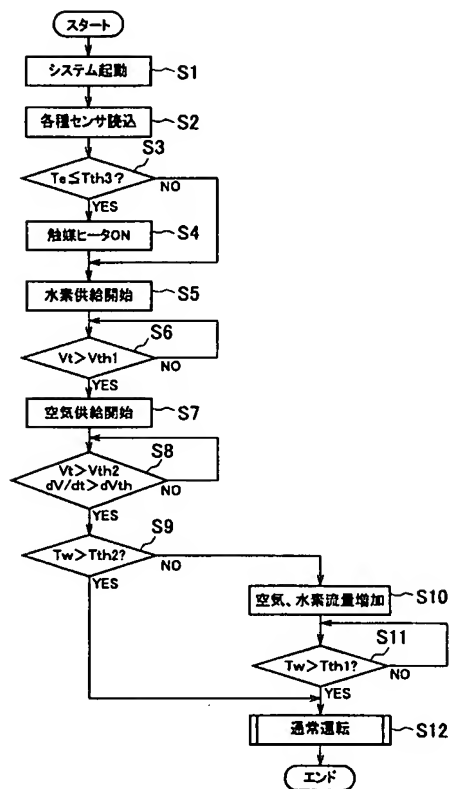 スタート
システム起動
S1
各種センサ読込
S2
S3
Te≦Tth3?
NO
YES
触媒ヒータON
S4
水素供給開始
S5
S6
Vt>Vth1
NO
YES
空気供給開始
S7
S8
Vt>Vth2
dV/dt>dVth
NO
YES
S9
Tw>Tth2?
NO
YES
空気、水素流量増加
S10
S11
Tw>Tth1?
NO
YES
通常運転
S12
エンド